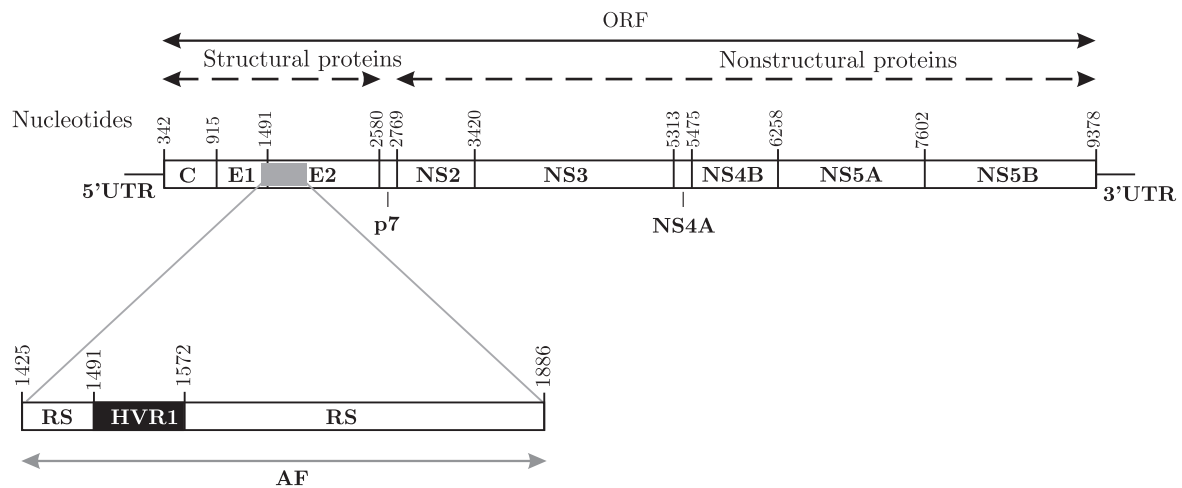 ORF
Structural proteins Nonstructural proteins
Nucleotides 342 915 1491 2580 2769 3420 5313 5475 6258 7602 9378
5'UTR C E1 E2 NS2 NS3 NS4B NS5A NS5B 3'UTR
p7 NS4A
1425 1491 1572 1886
RS HVR1 RS
AF